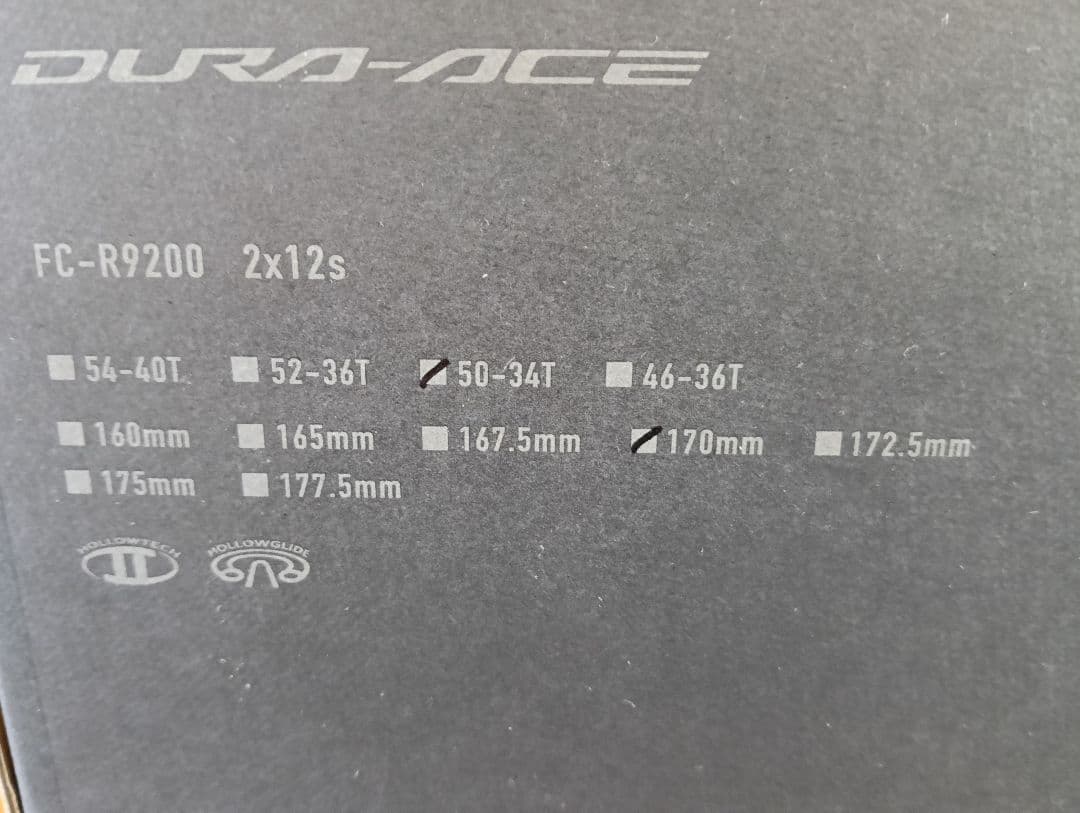 DURA-ACE
FC-R9200 2x12s
54-40T 52-36T 50-34T 46-36T
160mm 165mm 167.5mm 170mm 172.5mm
175mm 177.5mm
HOLLOWTECH II HOLLOWGLIDE